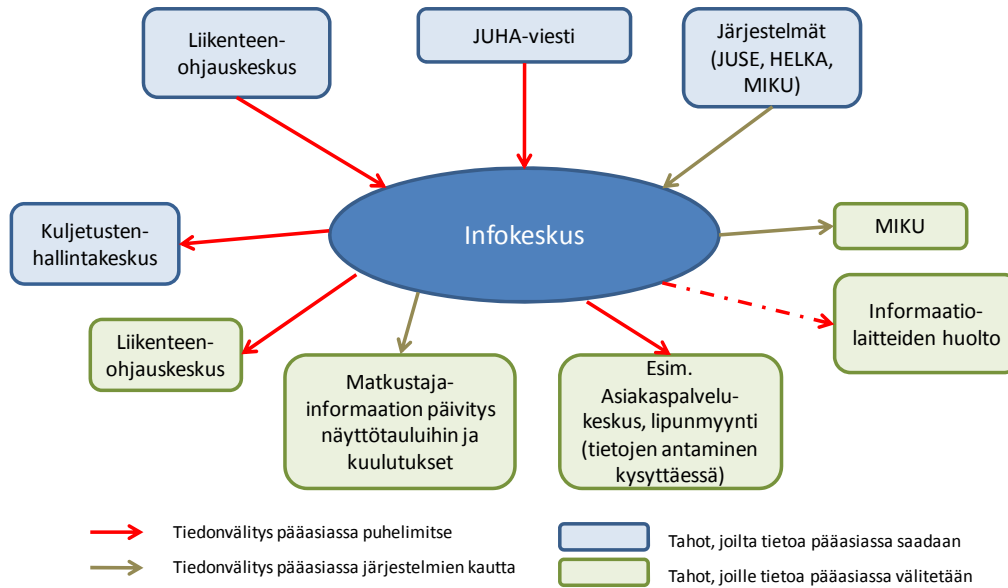 Liikenteen-
ohjauskeskus
JUHA-viesti
Järjestelmät
(JUSE, HELKA,
MIKU)
Kuljetusten-
hallintakeskus
Infokeskus
MIKU
Liikenteen-
ohjauskeskus
Matkustaja-
informaation päivitys
näyttötauluihin ja
kuulutukset
Esim.
Asiakaspalvelu-
keskus, lipunmyynti
(tietojen antaminen
kysyttäessä)
Informaatio-
laitteiden huolto
Tiedonvälitys pääasiassa puhelimitse
Tiedonvälitys pääasiassa järjestelmien kautta
Tahot, joilta tietoa pääasiassa saadaan
Tahot, joille tietoa pääasiassa välitetään